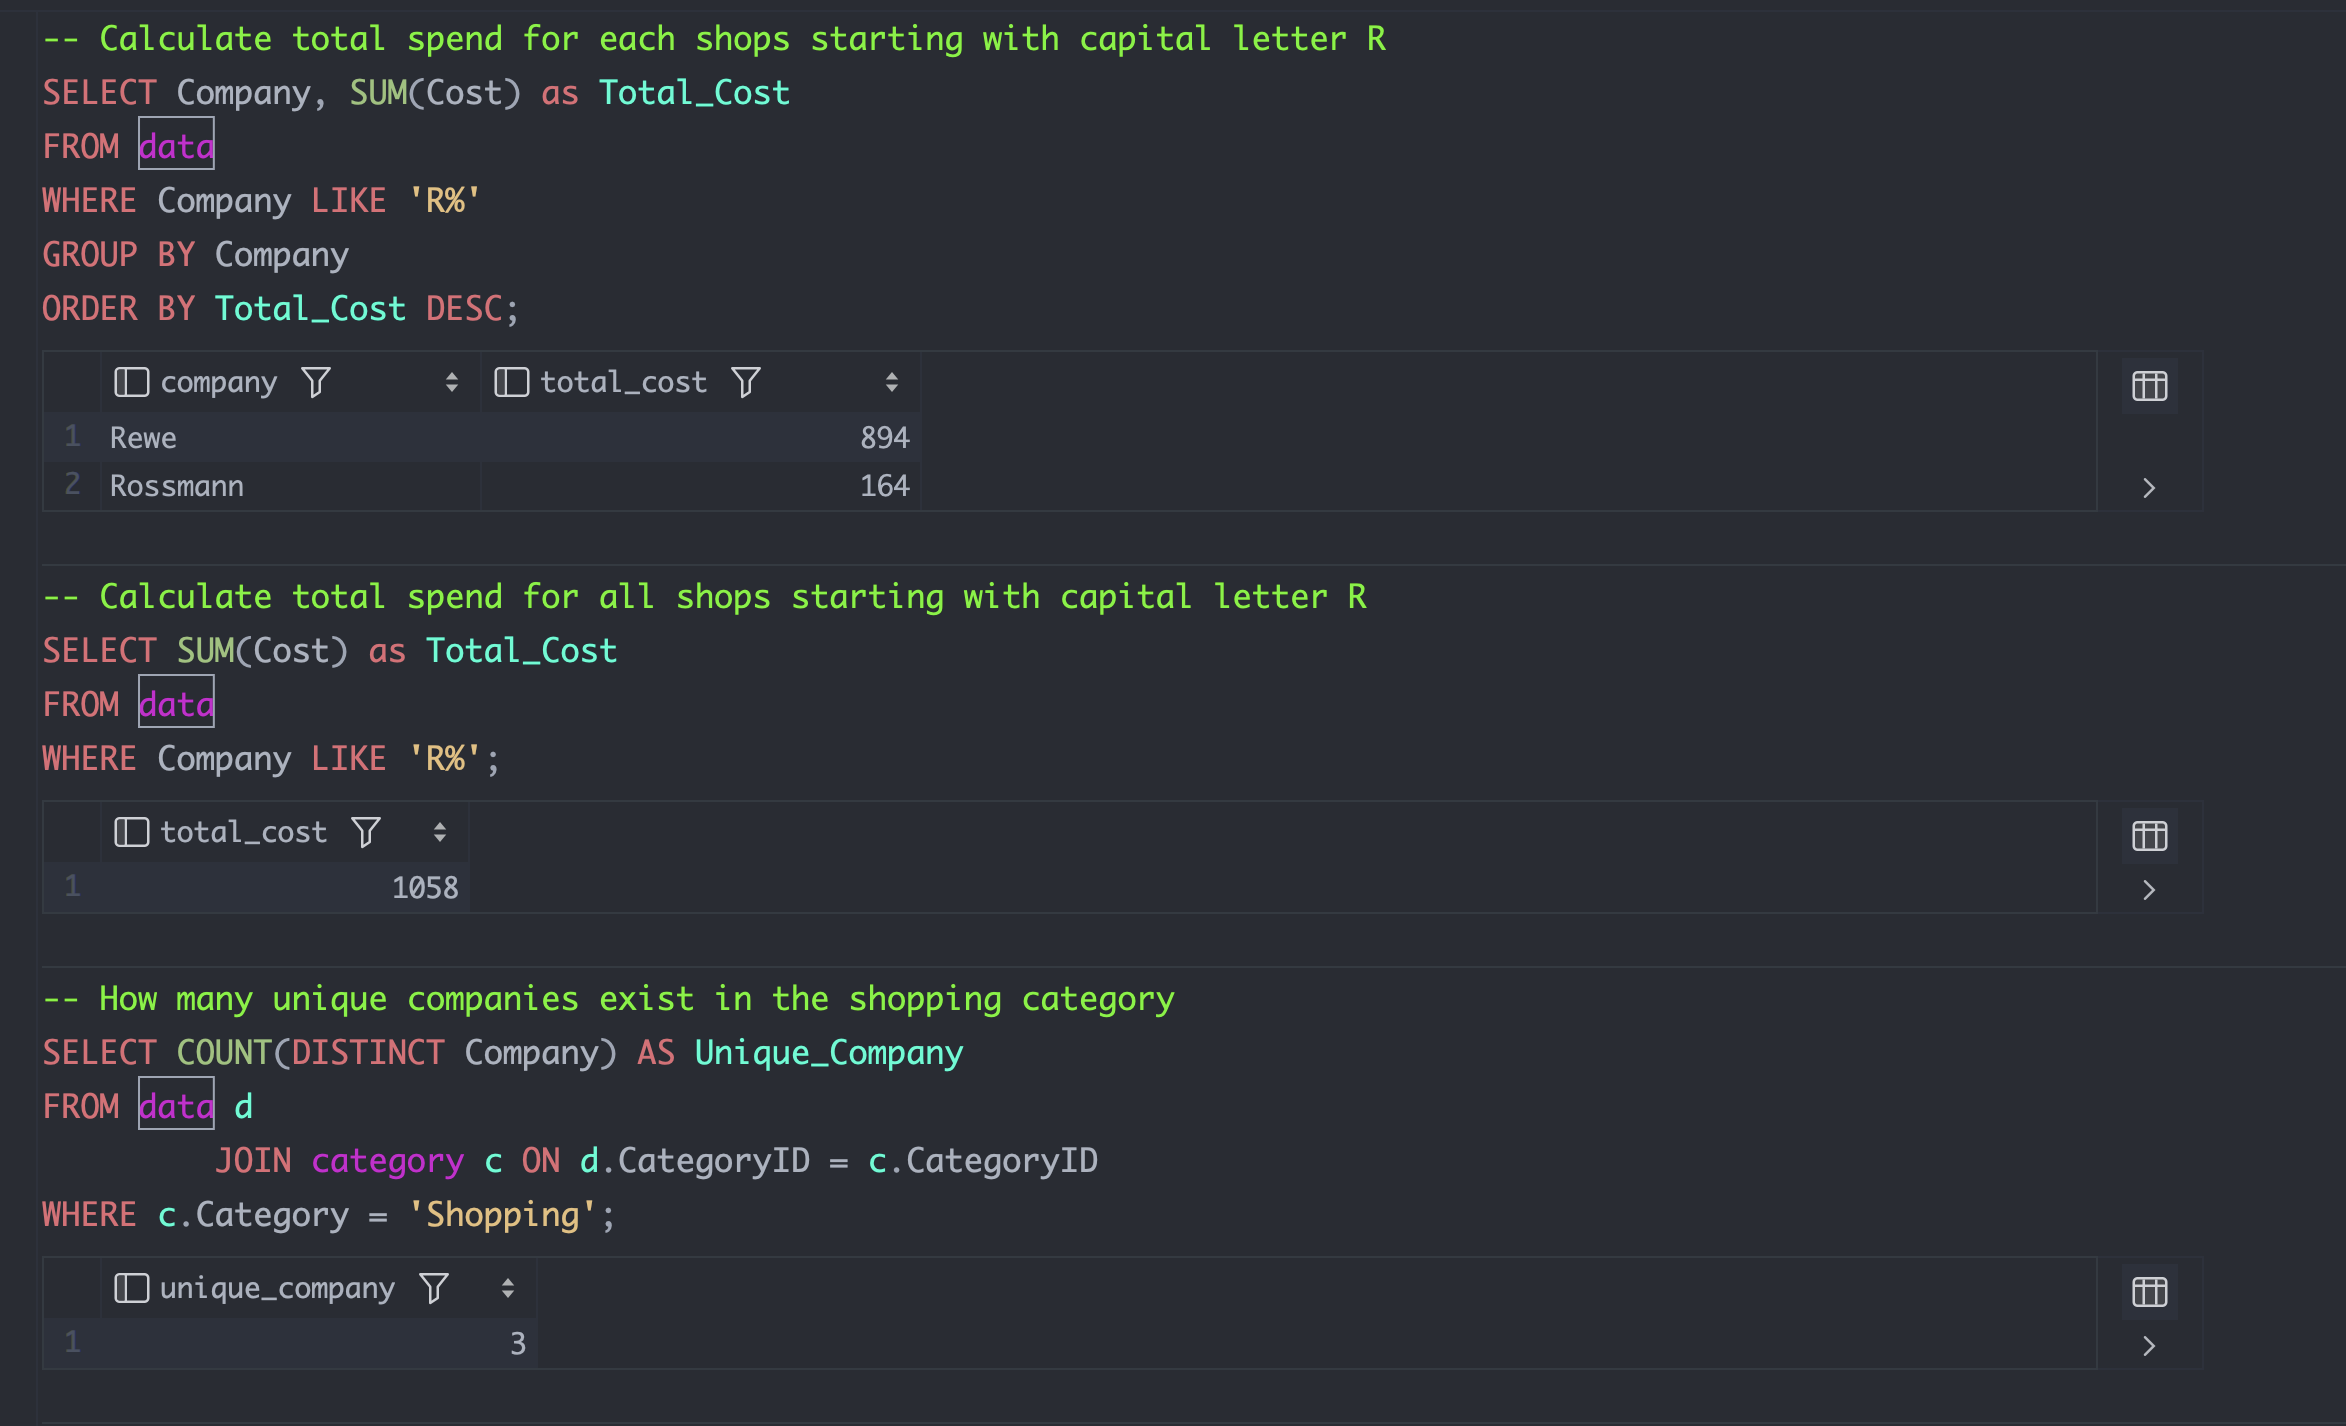 -- Calculate total spend for each shops starting with capital letter R
SELECT Company, SUM(Cost) as Total_Cost
FROM data
WHERE Company LIKE 'R%'
GROUP BY Company
ORDER BY Total_Cost DESC;
company total_cost
1 Rewe 894
2 Rossmann 164
-- Calculate total spend for all shops starting with capital letter R
SELECT SUM(Cost) as Total_Cost
FROM data
WHERE Company LIKE 'R%';
total_cost
1 1058
-- How many unique companies exist in the shopping category
SELECT COUNT(DISTINCT Company) AS Unique_Company
FROM data d
JOIN category c ON d.CategoryID = c.CategoryID
WHERE c.Category = 'Shopping';
unique_company
1 3